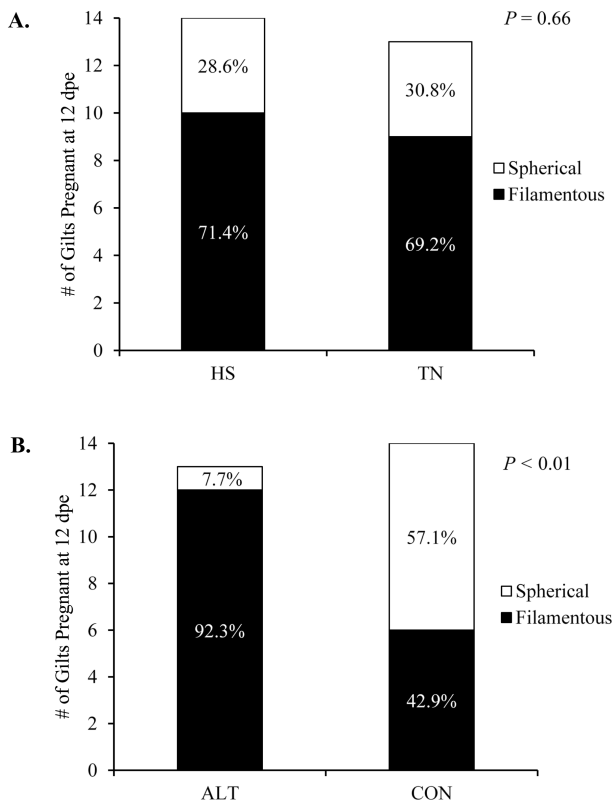 A.
P = 0.66
# of Gilts Pregnant at 12 dpe
14
12
10
8
6
4
2
0
28.6%
71.4%
30.8%
69.2%
Spherical
Filamentous
HS
TN
B.
P < 0.01
# of Gilts Pregnant at 12 dpe
14
12
10
8
6
4
2
0
7.7%
92.3%
57.1%
42.9%
Spherical
Filamentous
ALT
CON